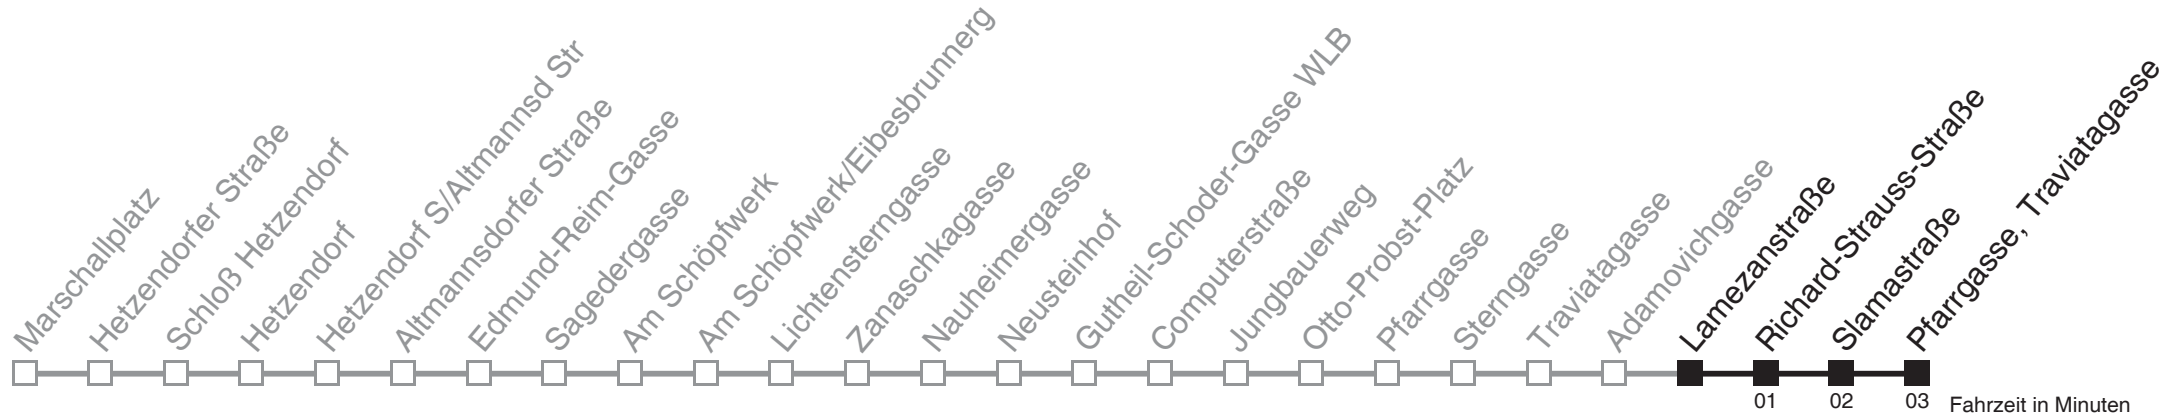 Marschallplatz
Hetzendorfer Straße
Schloß Hetzendorf
Hetzendorf
Hetzendorf S/Altmannsd Str
Altmannsdorfer Straße
Edmund-Reim-Gasse
Sagedergasse
Am Schöpfwerk
Am Schöpfwerk/Eibesbrunnerg
Lichtensterngasse
Zanaschkagasse
Nauheimergasse
Neusteinhof
Gutheil-Schoder-Gasse WLB
Computerstraße
Jungbauerweg
Otto-Probst-Platz
Pfarrgasse
Sterngasse
Traviatagasse
Adamovichgasse
Lamezanstraße
Richard-Strauss-Straße
Slamastraße
Pfarrgasse, Traviatagasse
01 02 03 Fahrzeit in Minuten